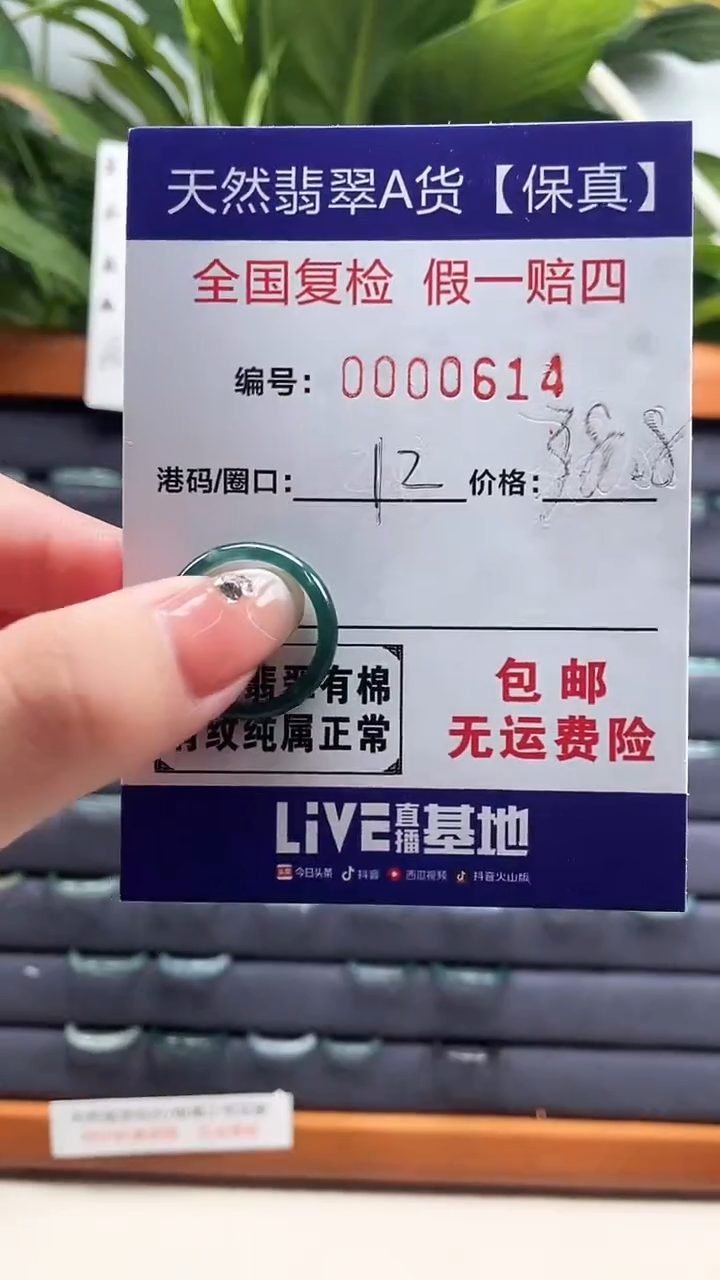 天然翡翠A货【保真】
全国复检 假一赔四
编号：0000614
港码/圈口：12 价格：38.8
翡翠有棉
纹纯属正常
包邮
无运费险
LiVE直播基地
今日头条 抖音 西瓜视频 抖音火山版